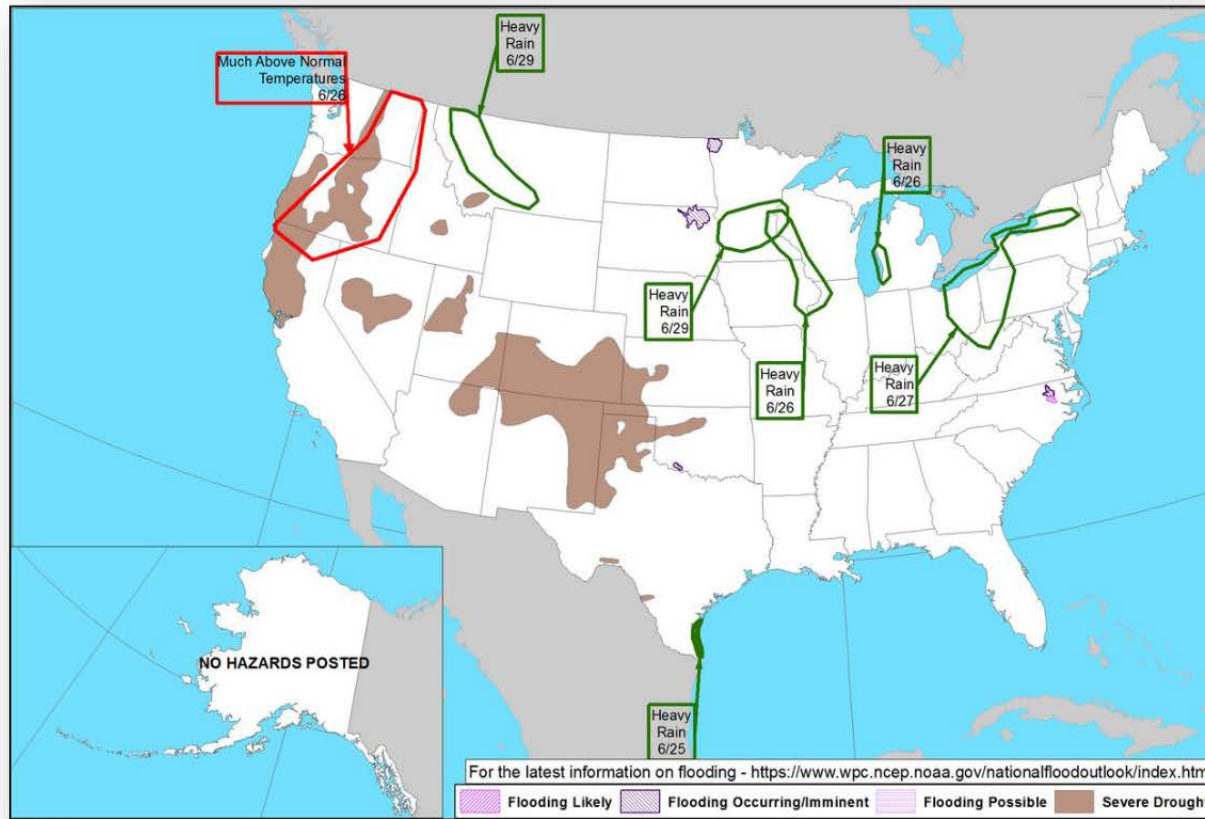 Heavy
Rain
6/29
Much Above Normal
Temperatures
6/26
Heavy
Rain
6/26
Heavy
Rain
6/29
Heavy
Rain
6/26
Heavy
Rain
6/27
NO HAZARDS POSTED
Heavy
Rain
6/25
For the latest information on flooding - https://www.wpc.ncep.noaa.gov/nationalfloodoutlook/index.htm
Flooding Likely
Flooding Occurring/Imminent
Flooding Possible
Severe Drought